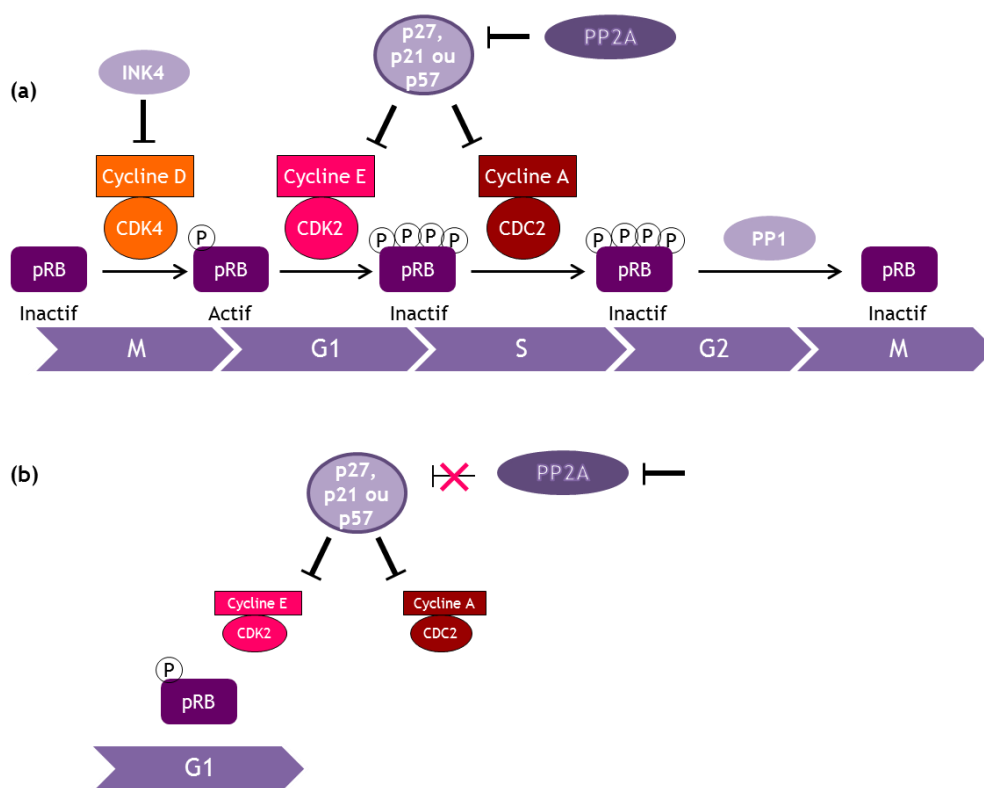 p27,
p21 ou
p57
PP2A
INK4
(a)
Cycline D
Cycline E
Cycline A
CDK4
CDK2
CDC2
P
P P P P
P P P P
PP1
pRB
pRB
pRB
pRB
pRB
Inactif
Actif
Inactif
Inactif
Inactif
M
G1
S
G2
M
(b)
p27,
p21 ou
p57
PP2A
Cycline E
Cycline A
CDK2
CDC2
P
pRB
G1